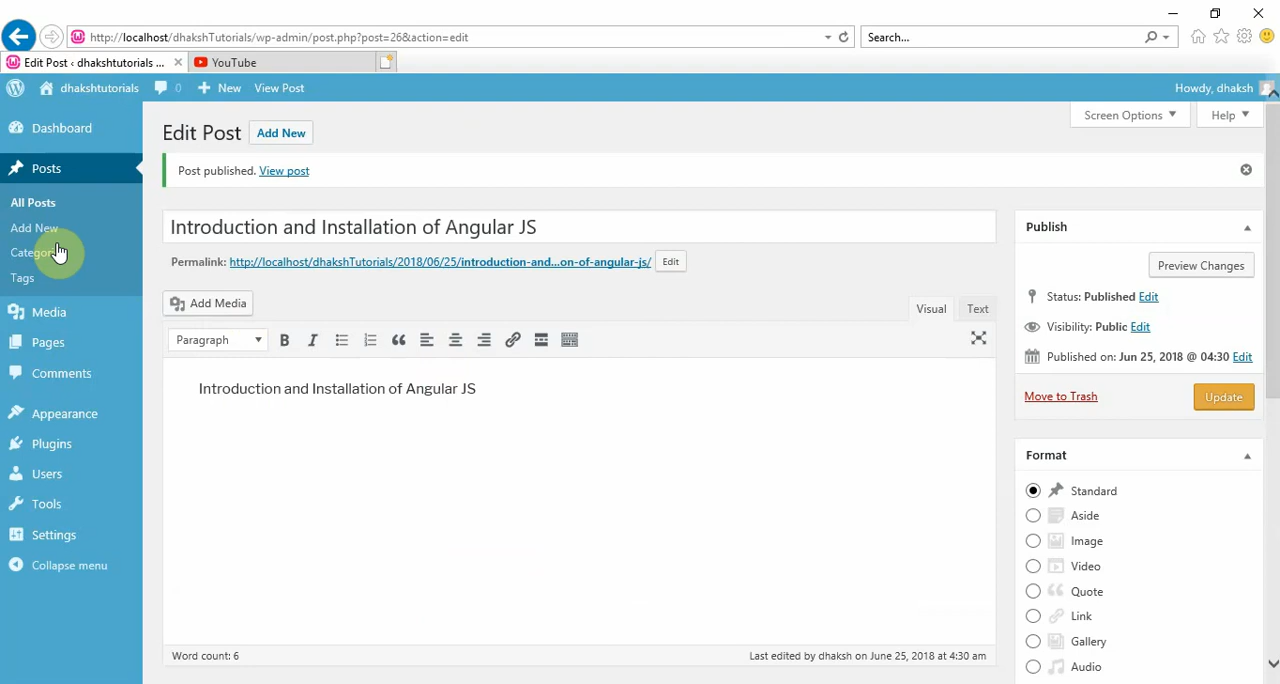 http://localhost/dhakshTutorials/wp-admin/post.php?post=26&action=edit
Search...
Edit Post ‹ dhakshtutorials ...
YouTube
dhakshtutorials
0
New
View Post
Howdy, dhaksh
Dashboard
Posts
All Posts
Add New
Tags
Media
Pages
Comments
Appearance
Plugins
Users
Tools
Settings
Collapse menu
Screen Options
Help
Edit Post
Add New
Post published. View post
Introduction and Installation of Angular JS
Permalink: http://localhost/dhakshTutorials/2018/06/25/introduction-and...on-of-angular-js/
Edit
Add Media
Visual
Text
Paragraph
B
I
Introduction and Installation of Angular JS
Word count: 6
Last edited by dhaksh on June 25, 2018 at 4:30 am
Publish
Preview Changes
Status: Published Edit
Visibility: Public Edit
Published on: Jun 25, 2018 @ 04:30 Edit
Move to Trash
Update
Format
Standard
Aside
Image
Video
Quote
Link
Gallery
Audio